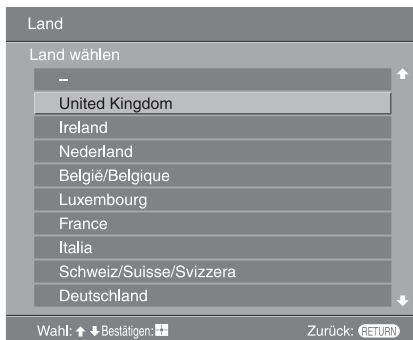 Land
Land wählen
–
United Kingdom
Ireland
Nederland
België/Belgique
Luxembourg
France
Italia
Schweiz/Suisse/Svizzera
Deutschland
Wahl: Bestätigen: Zurück: RETURN